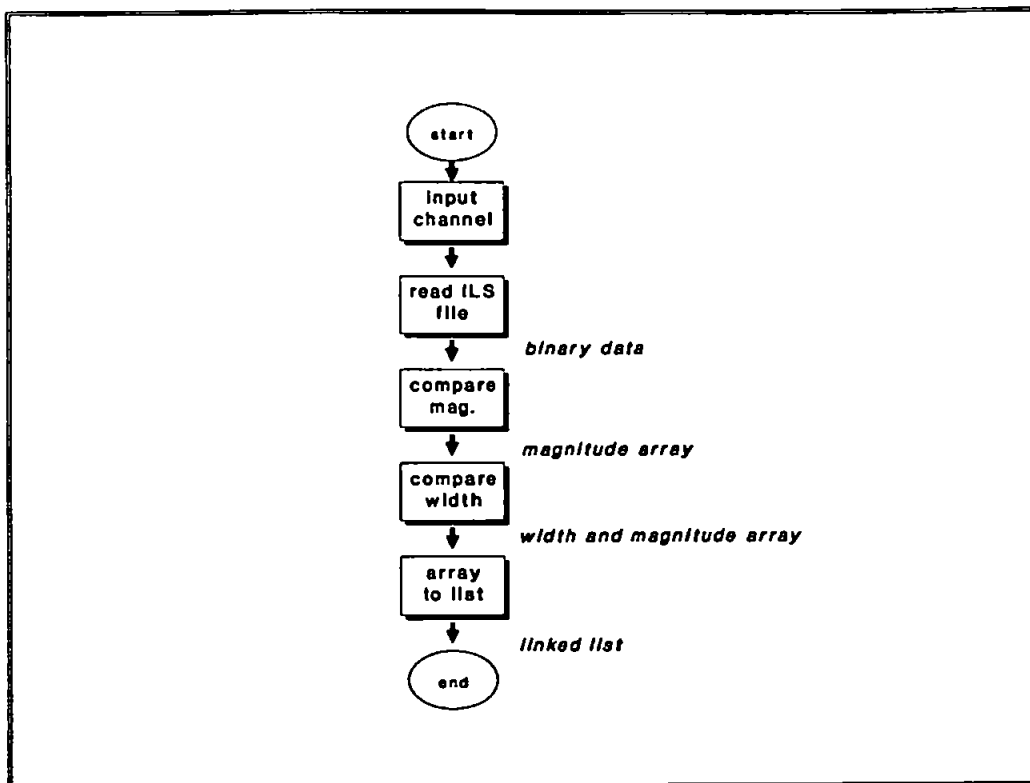 start
input
channel
read ILS
file
binary data
compare
mag.
magnitude array
compare
width
width and magnitude array
array
to list
linked list
end